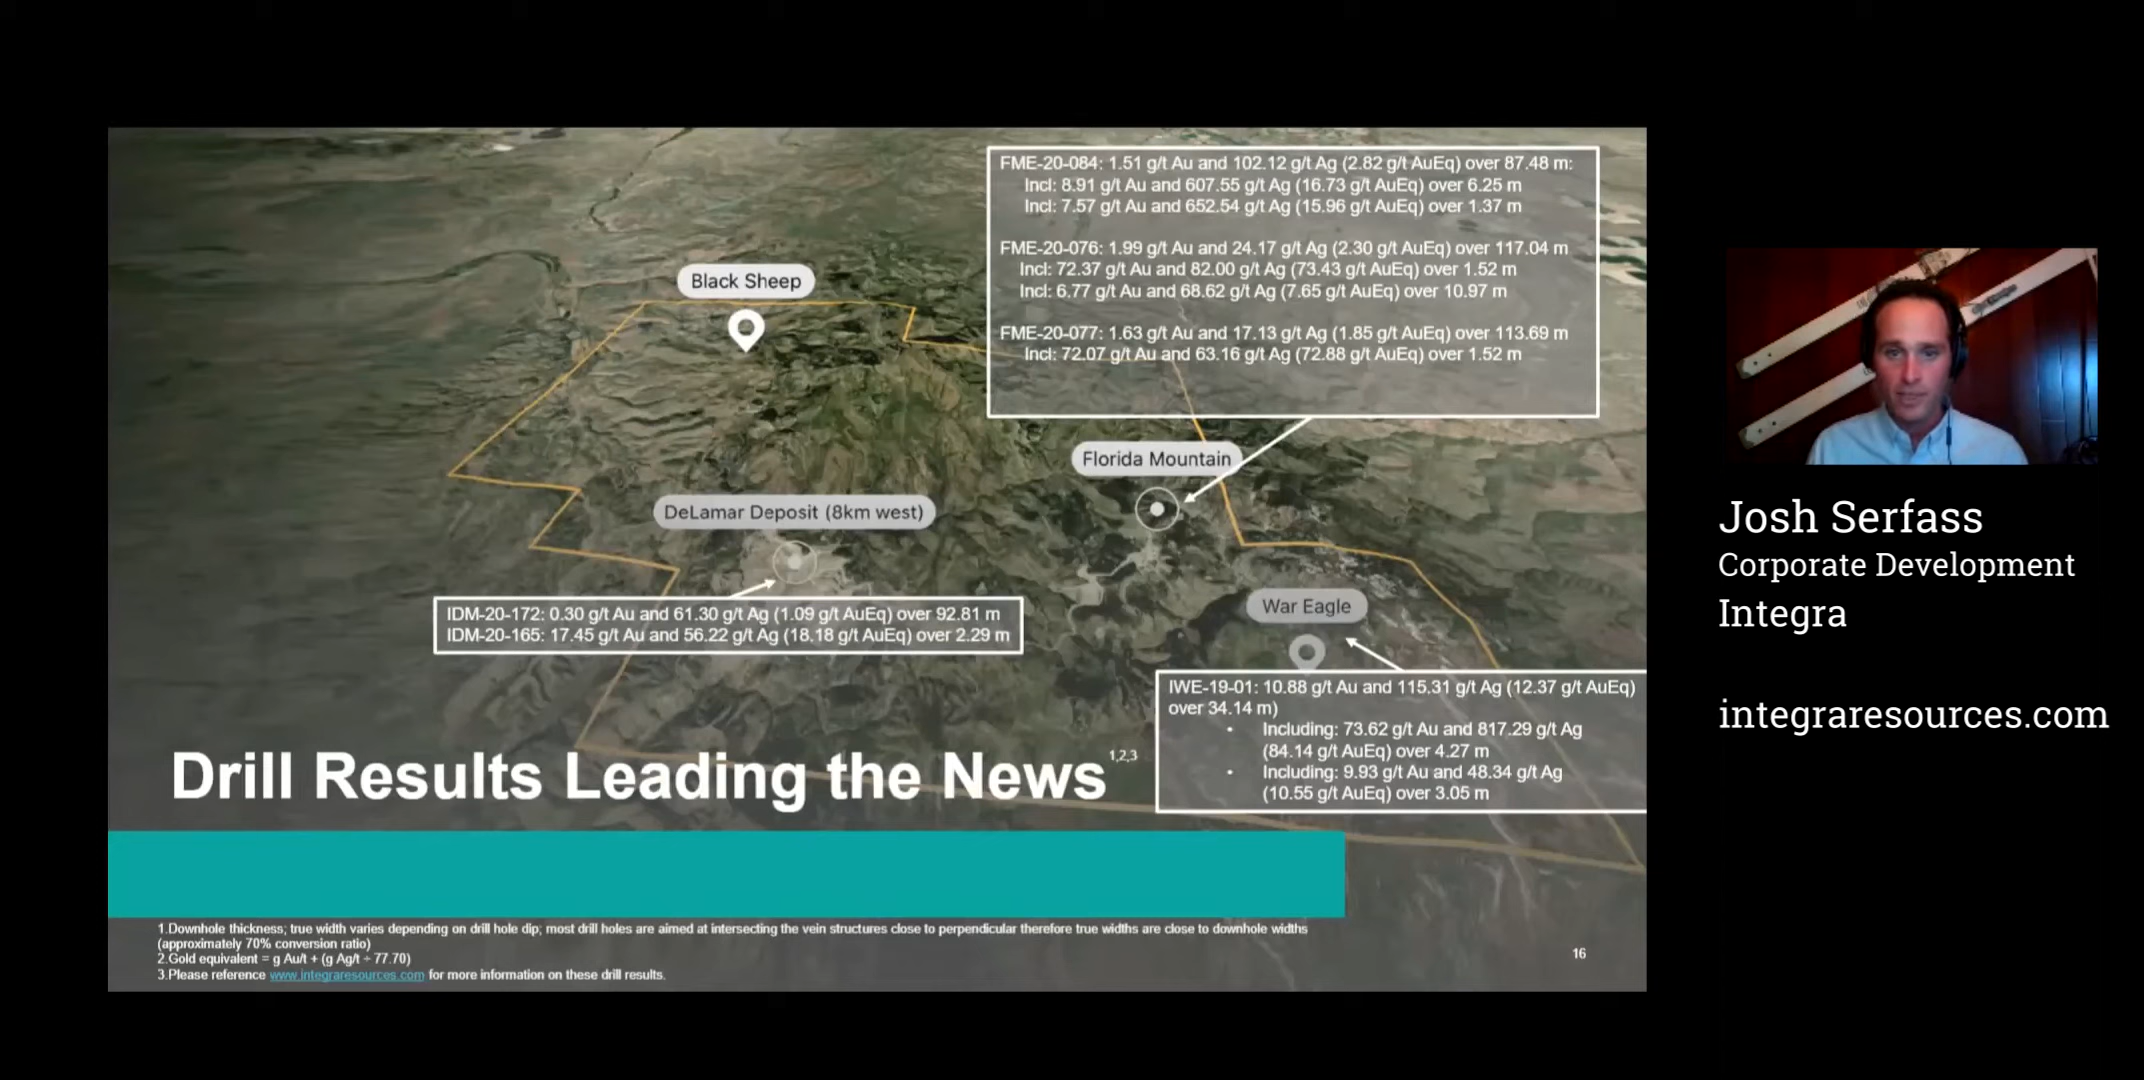 FME-20-084: 1.51 g/t Au and 102.12 g/t Ag (2.82 g/t AuEq) over 87.48 m:
Incl: 8.91 g/t Au and 607.55 g/t Ag (16.73 g/t AuEq) over 6.25 m
Incl: 7.57 g/t Au and 652.54 g/t Ag (15.96 g/t AuEq) over 1.37 m
FME-20-076: 1.99 g/t Au and 24.17 g/t Ag (2.30 g/t AuEq) over 117.04 m
Incl: 72.37 g/t Au and 82.00 g/t Ag (73.43 g/t AuEq) over 1.52 m
Incl: 6.77 g/t Au and 68.62 g/t Ag (7.65 g/t AuEq) over 10.97 m
FME-20-077: 1.63 g/t Au and 17.13 g/t Ag (1.85 g/t AuEq) over 113.69 m
Incl: 72.07 g/t Au and 63.16 g/t Ag (72.88 g/t AuEq) over 1.52 m
Black Sheep
Florida Mountain
DeLamar Deposit (8km west)
IDM-20-172: 0.30 g/t Au and 61.30 g/t Ag (1.09 g/t AuEq) over 92.81 m
IDM-20-165: 17.45 g/t Au and 56.22 g/t Ag (18.18 g/t AuEq) over 2.29 m
War Eagle
IWE-19-01: 10.88 g/t Au and 115.31 g/t Ag (12.37 g/t AuEq)
over 34.14 m)
• Including: 73.62 g/t Au and 817.29 g/t Ag
(84.14 g/t AuEq) over 4.27 m
• Including: 9.93 g/t Au and 48.34 g/t Ag
(10.55 g/t AuEq) over 3.05 m
Drill Results Leading the News 1,2,3
1.Downhole thickness; true width varies depending on drill hole dip; most drill holes are aimed at intersecting the vein structures close to perpendicular therefore true widths are close to downhole widths
(approximately 70% conversion ratio)
2.Gold equivalent = g Au/t + (g Ag/t ÷ 77.70)
3.Please reference www.integraresources.com for more information on these drill results.
16
Josh Serfass
Corporate Development
Integra
integraresources.com